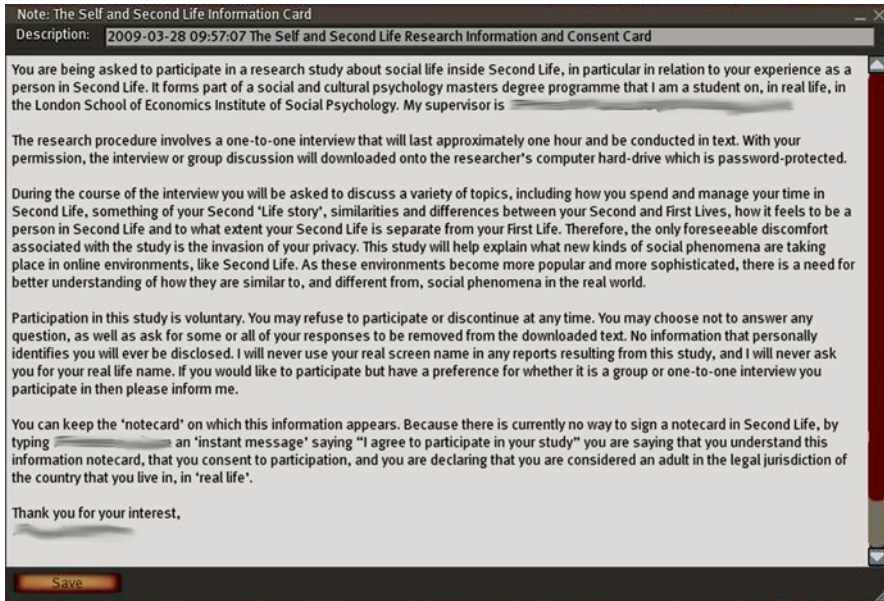 Note: The Self and Second Life Information Card
Description: 2009-03-28 09:57:07 The Self and Second Life Research Information and Consent Card
You are being asked to participate in a research study about social life inside Second Life, in particular in relation to your experience as a
person in Second Life. It forms part of a social and cultural psychology masters degree programme that I am a student on, in real life, in
the London School of Economics Institute of Social Psychology. My supervisor is
The research procedure involves a one-to-one interview that will last approximately one hour and be conducted in text. With your
permission, the interview or group discussion will downloaded onto the researcher's computer hard-drive which is password-protected.
During the course of the interview you will be asked to discuss a variety of topics, including how you spend and manage your time in
Second Life, something of your Second 'Life story', similarities and differences between your Second and First Lives, how it feels to be a
person in Second Life and to what extent your Second Life is separate from your First Life. Therefore, the only foreseeable discomfort
associated with the study is the invasion of your privacy. This study will help explain what new kinds of social phenomena are taking
place in online environments, like Second Life. As these environments become more popular and more sophisticated, there is a need for
better understanding of how they are similar to, and different from, social phenomena in the real world.
Participation in this study is voluntary. You may refuse to participate or discontinue at any time. You may choose not to answer any
question, as well as ask for some or all of your responses to be removed from the downloaded text. No information that personally
identifies you will ever be disclosed. I will never use your real screen name in any reports resulting from this study, and I will never ask
you for your real life name. If you would like to participate but have a preference for whether it is a group or one-to-one interview you
participate in then please inform me.
You can keep the 'notecard' on which this information appears. Because there is currently no way to sign a notecard in Second Life, by
typing an 'instant message' saying "I agree to participate in your study" you are saying that you understand this
information notecard, that you consent to participation, and you are declaring that you are considered an adult in the legal jurisdiction of
the country that you live in, in 'real life'.
Thank you for your interest,
Save